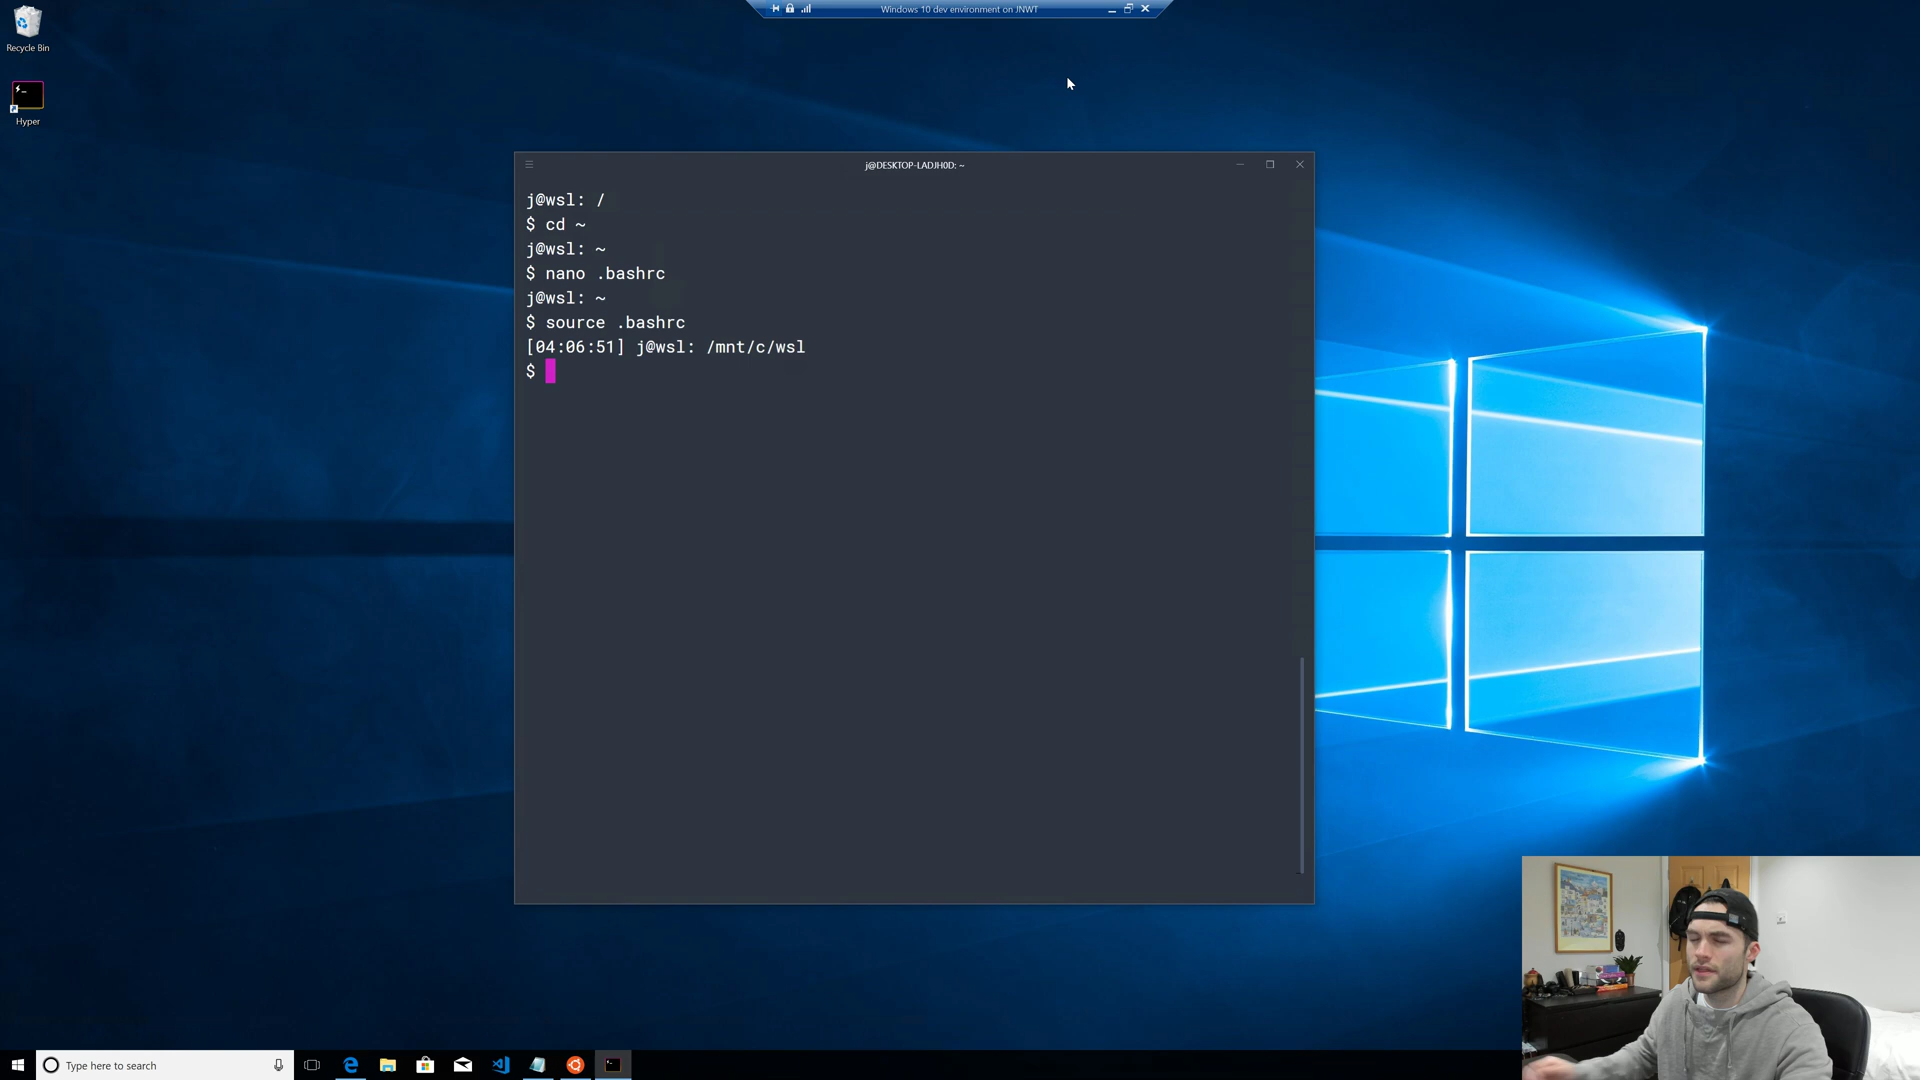 Windows 10 dev environment on JNWT
Recycle Bin
Hyper
j@DESKTOP-LADJH0D: ~
j@wsl: /
$ cd ~
j@wsl: ~
$ nano .bashrc
j@wsl: ~
$ source .bashrc
[04:06:51] j@wsl: /mnt/c/wsl
$
Type here to search